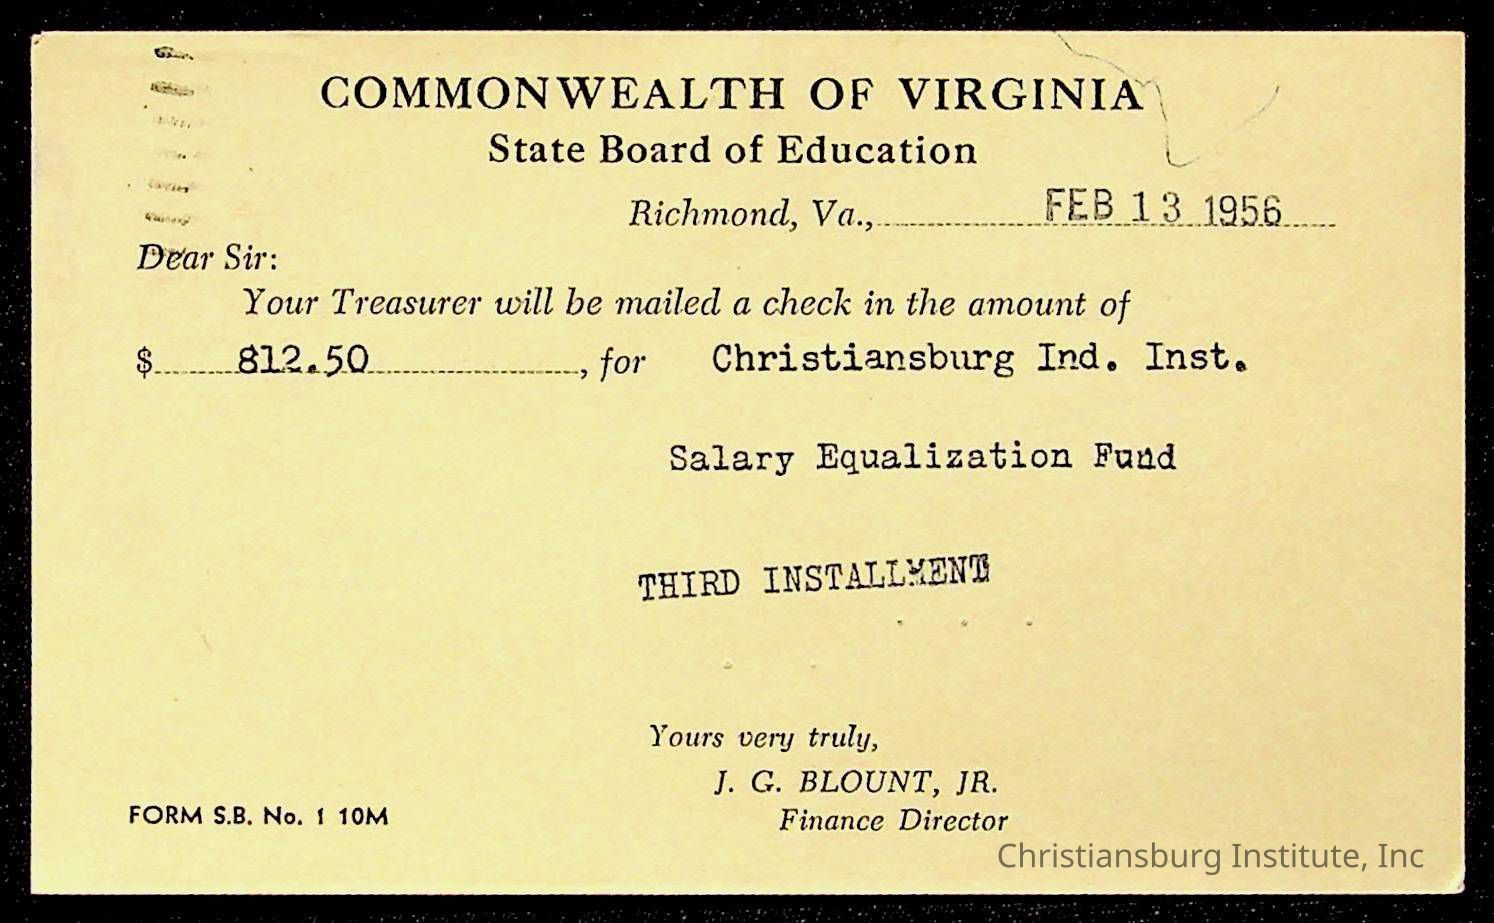 COMMONWEALTH OF VIRGINIA
State Board of Education
Richmond, Va., FEB 13 1956
Dear Sir:
Your Treasurer will be mailed a check in the amount of
$ 812.50, for Christiansburg Ind. Inst.
Salary Equalization Fund
THIRD INSTALLMENT
Yours very truly,
J. G. BLOUNT, JR.
Finance Director
FORM S.B. No. 1 10M
Christiansburg Institute, Inc